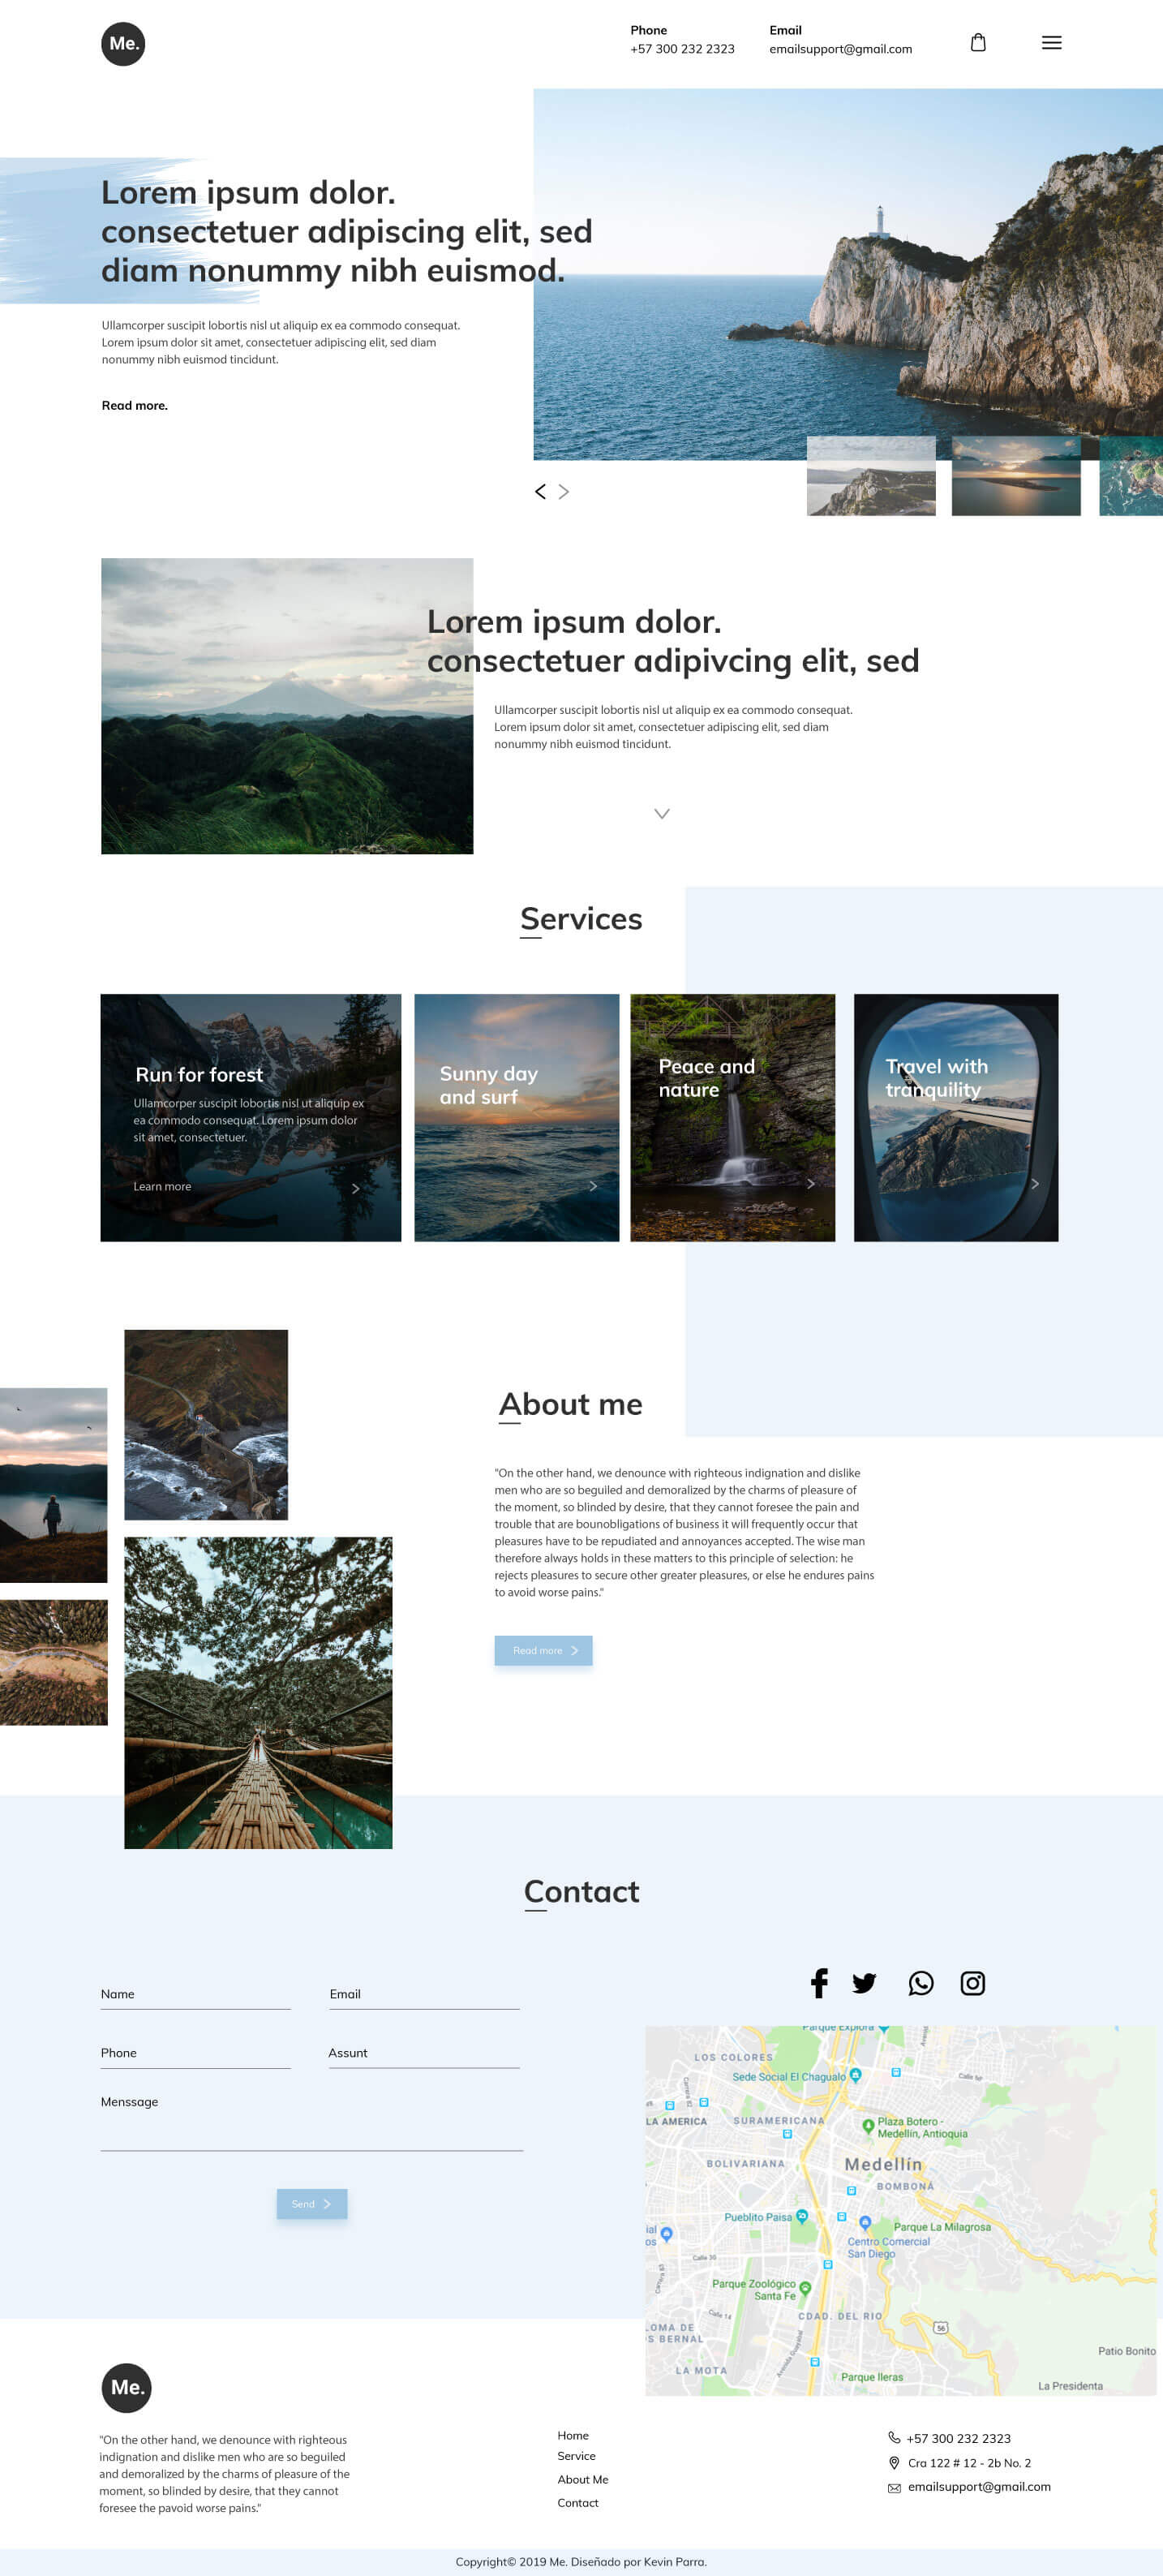 Me.
Phone
+57 300 232 2323
Email
emailsupport@gmail.com
Lorem ipsum dolor.
consectetuer adipiscing elit, sed
diam nonummy nibh euismod.
Ullamcorper suscipit lobortis nisl ut aliquip ex ea commodo consequat.
Lorem ipsum dolor sit amet, consectetuer adipiscing elit, sed diam
nonummy nibh euismod tincidunt.
Read more.
Lorem ipsum dolor.
consectetuer adipivcing elit, sed
Ullamcorper suscipit lobortis nisl ut aliquip ex ea commodo consequat.
Lorem ipsum dolor sit amet, consectetuer adipiscing elit, sed diam
nonummy nibh euismod tincidunt.
Services
Run for forest
Ullamcorper suscipit lobortis nisl ut aliquip ex
ea commodo consequat. Lorem ipsum dolor
sit amet, consectetuer.
Learn more
Sunny day
and surf
Peace and
nature
Travel with
tranquility
About me
"On the other hand, we denounce with righteous indignation and dislike
men who are so beguiled and demoralized by the charms of pleasure of
the moment, so blinded by desire, that they cannot foresee the pain and
trouble that are bounobligations of business it will frequently occur that
pleasures have to be repudiated and annoyances accepted. The wise man
therefore always holds in these matters to this principle of selection: he
rejects pleasures to secure other greater pleasures, or else he endures pains
to avoid worse pains."
Read more
Contact
Name
Email
Phone
Assunt
Menssage
Send
Parque Explora
LOS COLORES
Sede Social El Chagualo
Calle 50
Carrera 82
LA AMERICA
SURAMERICANA
Plaza Botero -
Medellín, Antioquia
BOLIVARIANA
Medellín
BOMBONÁ
Pueblito Paisa
Parque La Milagrosa
ial
os
Centro Comercial
San Diego
Calle 30
Parque Zoológico
Santa Fe
Calle 14
CDAD. DEL RIO
LOMA DE
OS BERNAL
56
Avenida Guayabal
Patio Bonito
LA MOTA
Parque lleras
La Presidenta
Me.
"On the other hand, we denounce with righteous
indignation and dislike men who are so beguiled
and demoralized by the charms of pleasure of the
moment, so blinded by desire, that they cannot
foresee the pavoid worse pains."
Home
Service
About Me
Contact
+57 300 232 2323
Cra 122 # 12 - 2b No. 2
emailsupport@gmail.com
Copyright© 2019 Me. Diseñado por Kevin Parra.